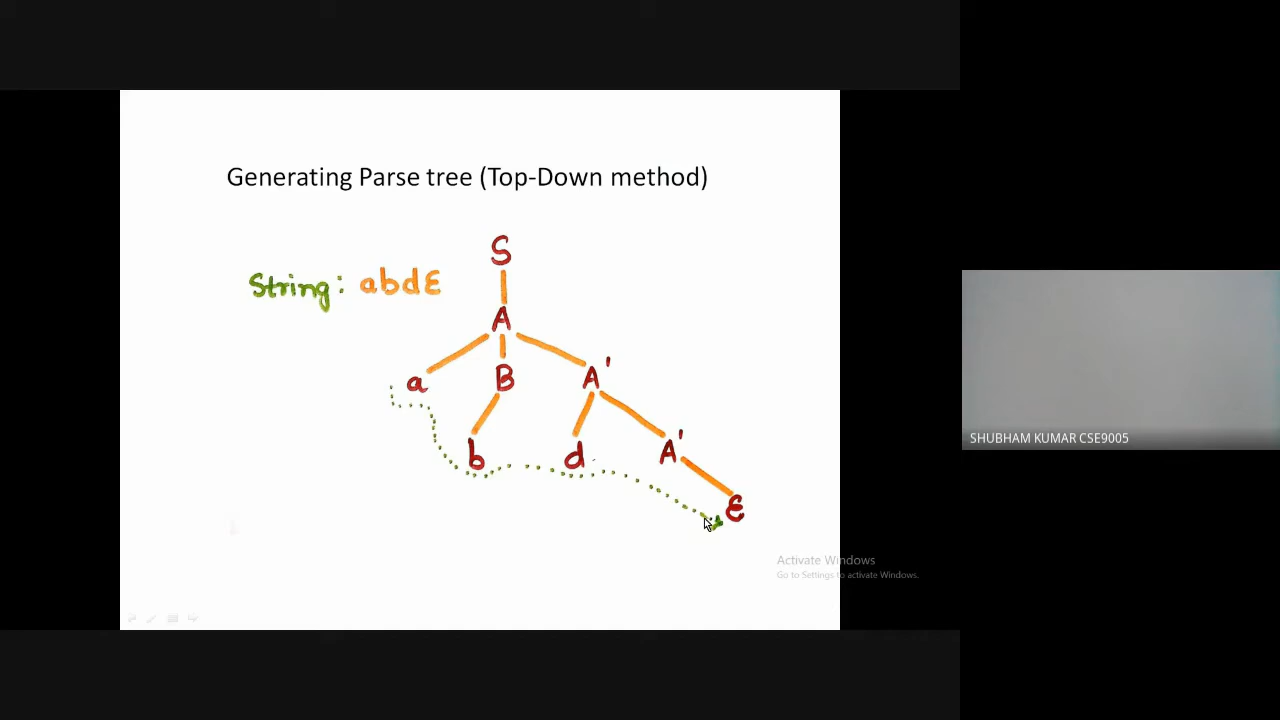 Generating Parse tree (Top-Down method)
S
String: abdε
A
a B A'
b d A'
ε
SHUBHAM KUMAR CSE9005
Activate Windows
Go to Settings to activate Windows.